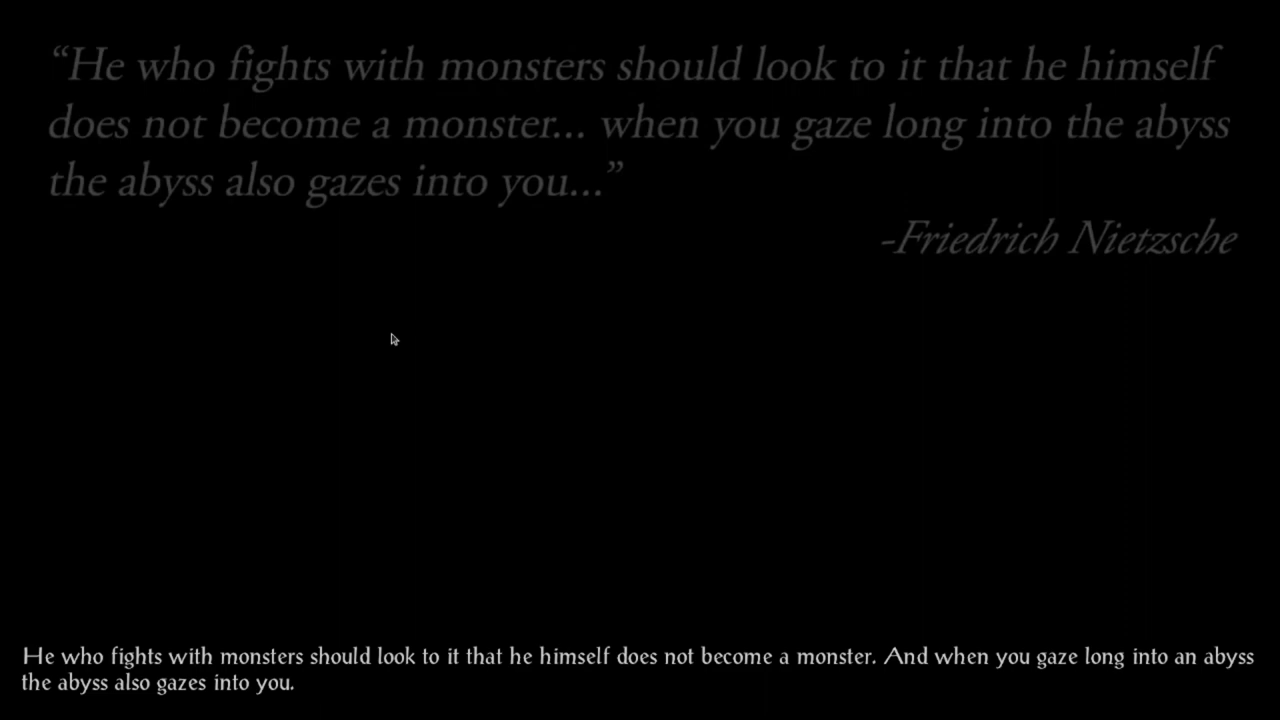 “He who fights with monsters should look to it that he himself
does not become a monster... when you gaze long into the abyss
the abyss also gazes into you...”
-Friedrich Nietzsche
He who fights with monsters should look to it that he himself does not become a monster. And when you gaze long into an abyss
the abyss also gazes into you.